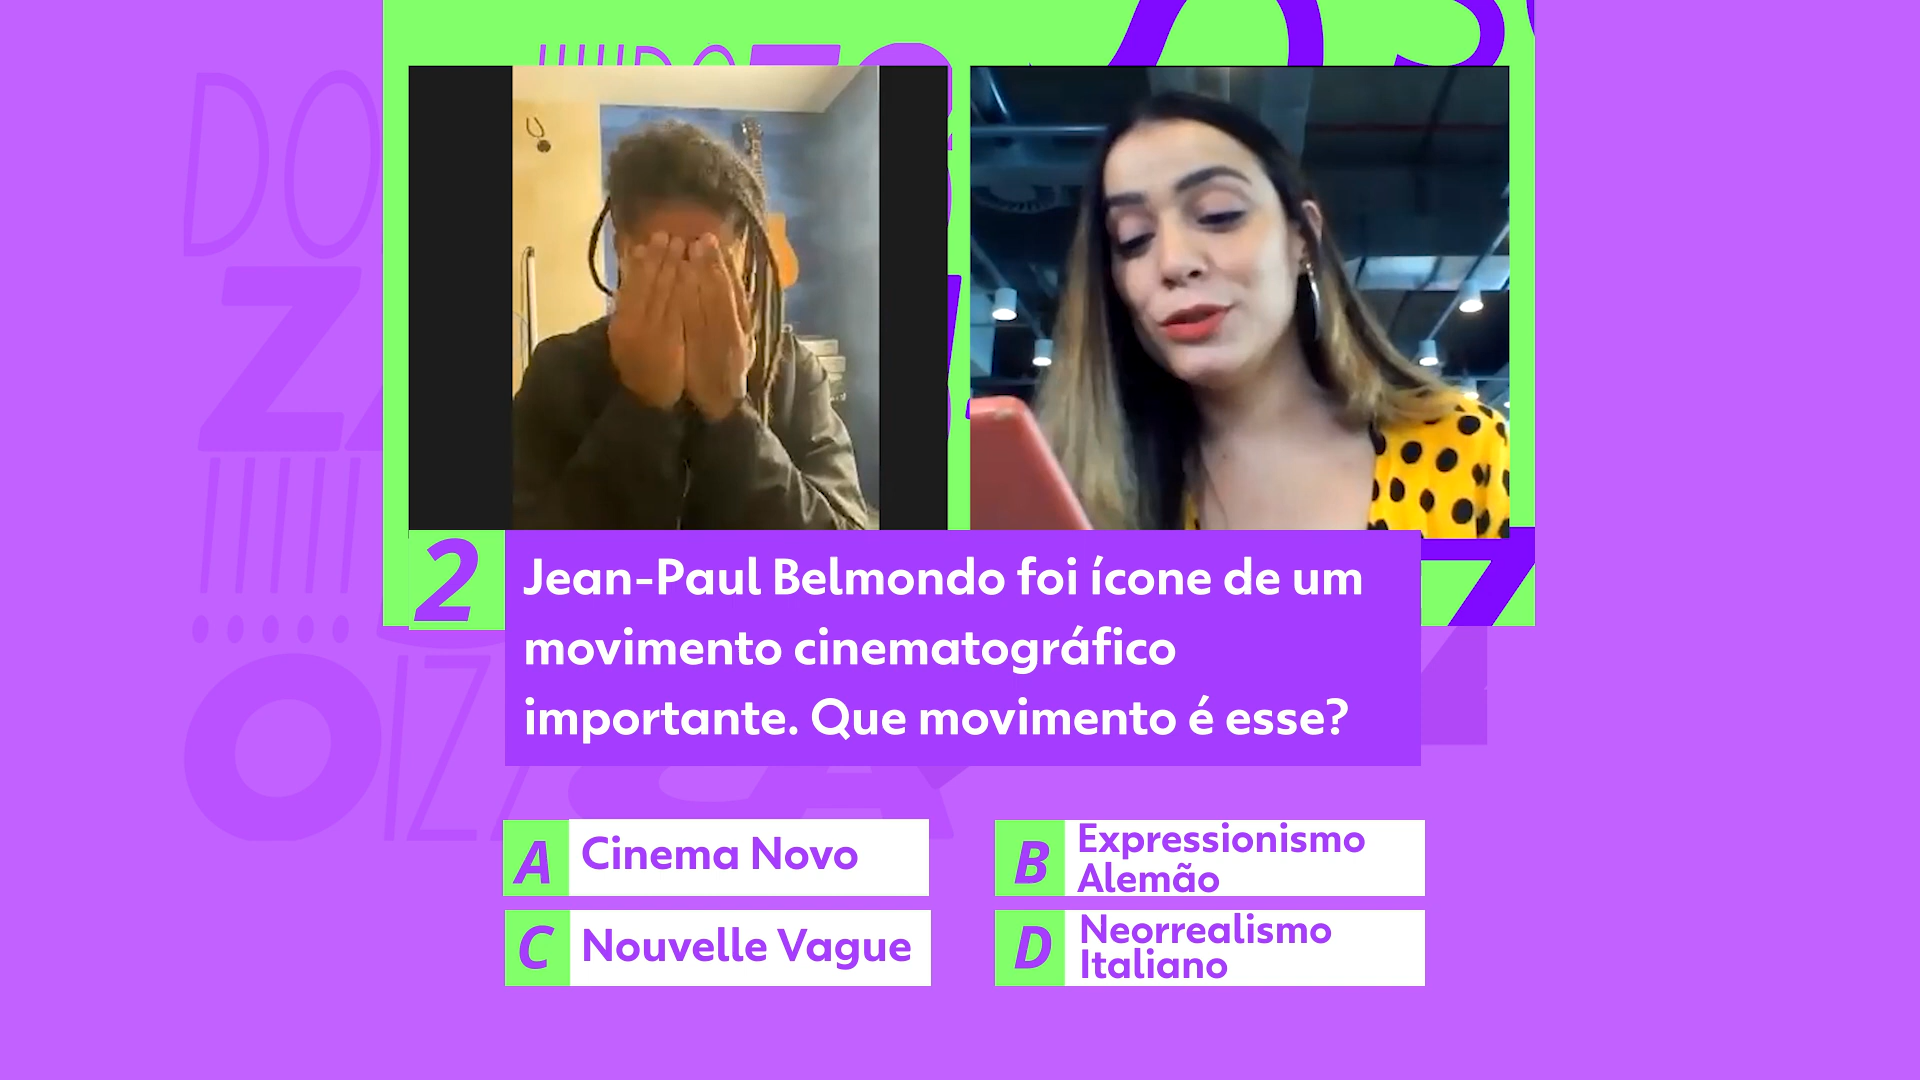 2
Jean-Paul Belmondo foi ícone de um
movimento cinematográfico
importante. Que movimento é esse?
A Cinema Novo
B Expressionismo
Alemão
C Nouvelle Vague
D Neorrealismo
Italiano